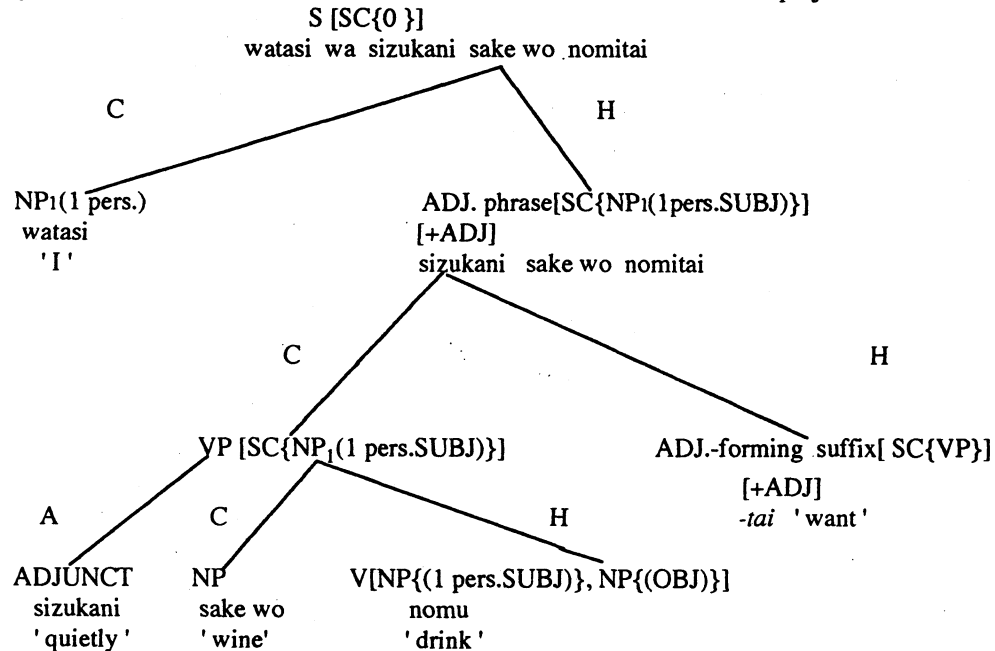 S [SC{0 }]
watasi wa sizukani sake wo nomitai
C H
NP1(1 pers.) ADJ. phrase[SC{NP1(1pers.SUBJ)}]
watasi [+ADJ]
'I' sizukani sake wo nomitai
C H
VP [SC{NP1(1 pers.SUBJ)}] ADJ.-forming suffix[ SC{VP}]
[+ADJ]
A C H -tai 'want'
ADJUNCT NP V[NP{(1 pers.SUBJ)}, NP{(OBJ)}]
sizukani sake wo nomu
'quietly' 'wine' 'drink'